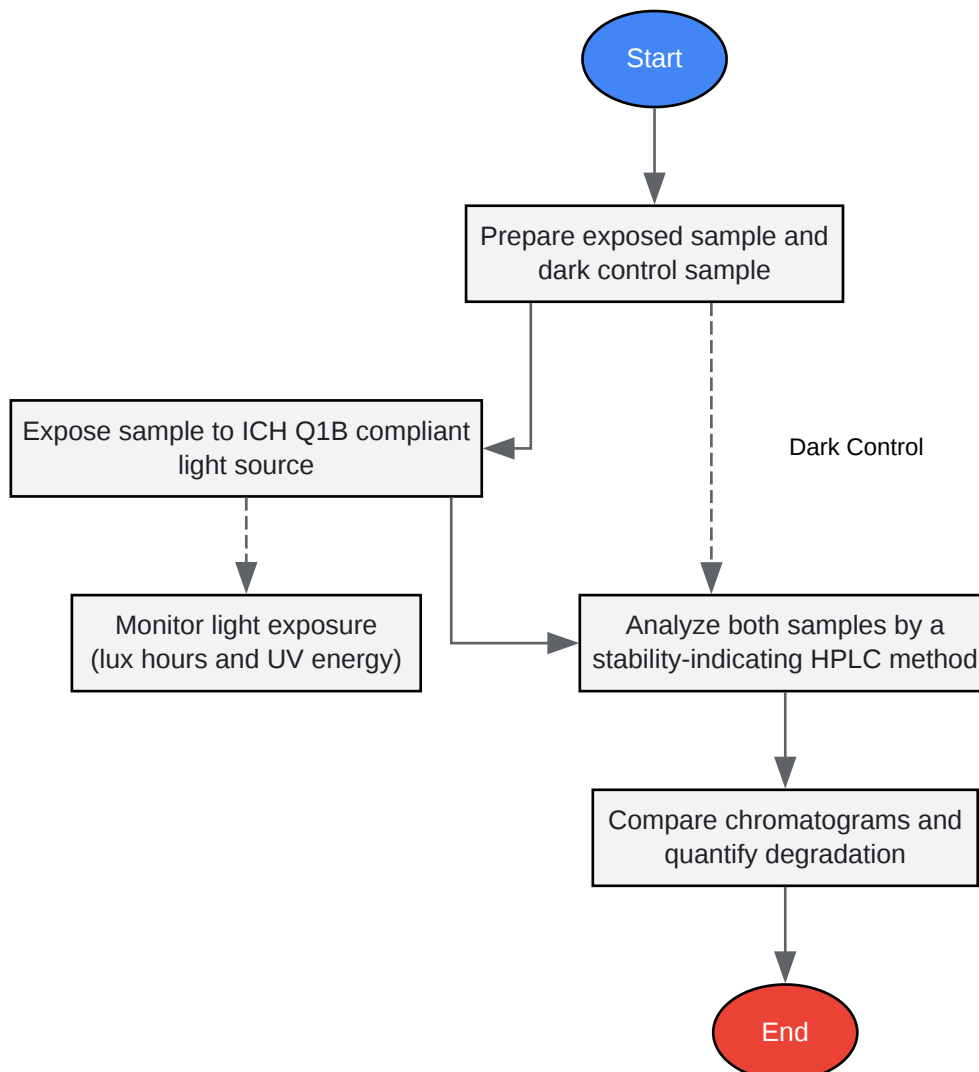 Start
Prepare exposed sample and
dark control sample
Expose sample to ICH Q1B compliant
light source
Dark Control
Monitor light exposure
(lux hours and UV energy)
Analyze both samples by a
stability-indicating HPLC method
Compare chromatograms and
quantify degradation
End